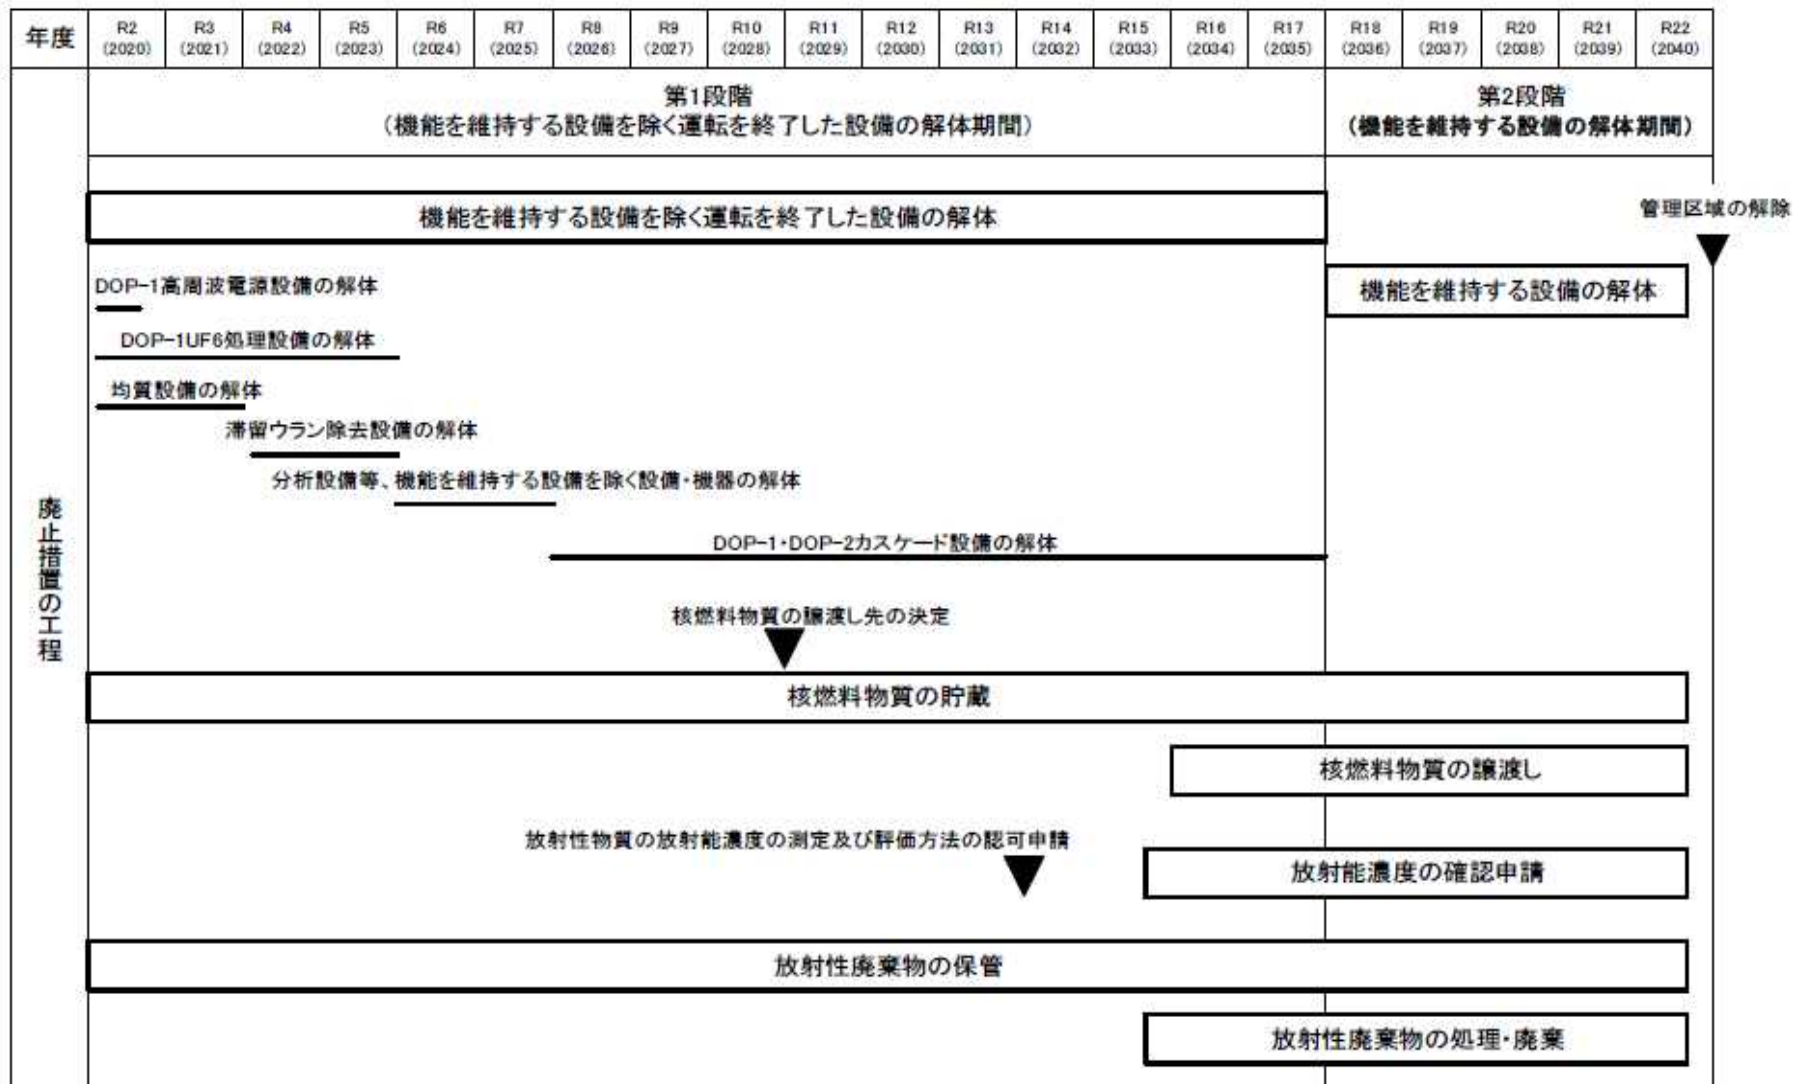 年度 R2 R3 R4 R5 R6 R7 R8 R9 R10 R11 R12 R13 R14 R15 R16 R17 R18 R19 R20 R21 R22
(2020) (2021) (2022) (2023) (2024) (2025) (2026) (2027) (2028) (2029) (2030) (2031) (2032) (2033) (2034) (2035) (2036) (2037) (2038) (2039) (2040)
第1段階
(機能を維持する設備を除く運転を終了した設備の解体期間)
第2段階
(機能を維持する設備の解体期間)
廃止措置の工程
機能を維持する設備を除く運転を終了した設備の解体
管理区域の解除
DOP-1高周波電源設備の解体
機能を維持する設備の解体
DOP-1UF6処理設備の解体
均質設備の解体
滞留ウラン除去設備の解体
分析設備等、機能を維持する設備を除く設備・機器の解体
DOP-1・DOP-2カスケード設備の解体
核燃料物質の譲渡し先の決定
核燃料物質の貯蔵
核燃料物質の譲渡し
放射性物質の放射能濃度の測定及び評価方法の認可申請
放射能濃度の確認申請
放射性廃棄物の保管
放射性廃棄物の処理・廃棄